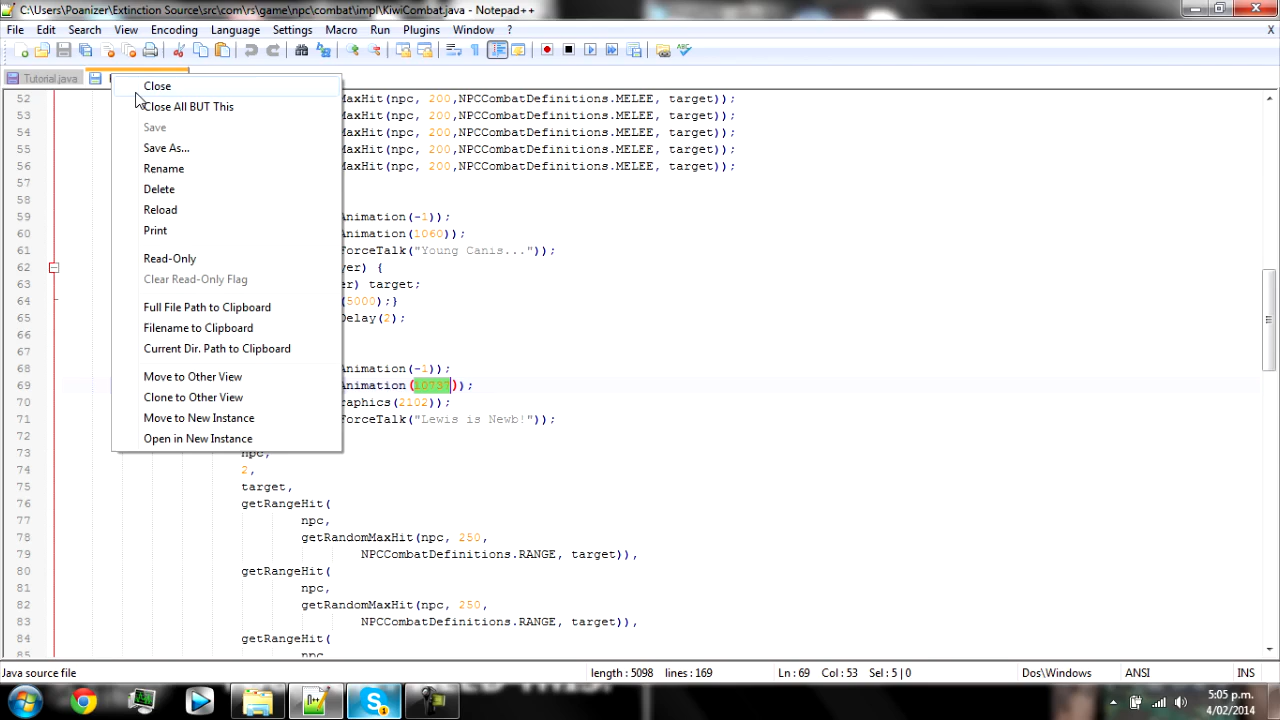 C:\Users\Poanizer\Extinction Source\src\com\rs\game\npc\combat\impl\KiwiCombat.java - Notepad++
File Edit Search View Encoding Language Settings Macro Run Plugins Window ? X
Tutorial.java
Close
Close All BUT This
Save
Save As...
Rename
Delete
Reload
Print
Read-Only
Clear Read-Only Flag
Full File Path to Clipboard
Filename to Clipboard
Current Dir. Path to Clipboard
Move to Other View
Clone to Other View
Move to New Instance
Open in New Instance
52 MaxHit(npc, 200,NPCCombatDefinitions.MELEE, target));
53 MaxHit(npc, 200,NPCCombatDefinitions.MELEE, target));
54 MaxHit(npc, 200,NPCCombatDefinitions.MELEE, target));
55 MaxHit(npc, 200,NPCCombatDefinitions.MELEE, target));
56 MaxHit(npc, 200,NPCCombatDefinitions.MELEE, target));
57
58
59 Animation(-1));
60 Animation(1060));
61 ForceTalk("Young Canis..."));
62 yer) {
63 er) target;
64 (5000);}
65 Delay(2);
66
67
68 Animation(-1));
69 Animation(10737));
70 raphics(2102));
71 ForceTalk("Lewis is Newb!"));
72
73 npc,
74 2,
75 target,
76 getRangeHit(
77 npc,
78 getRandomMaxHit(npc, 250,
79 NPCCombatDefinitions.RANGE, target)),
80 getRangeHit(
81 npc,
82 getRandomMaxHit(npc, 250,
83 NPCCombatDefinitions.RANGE, target)),
84 getRangeHit(
85 npc,
Java source file length : 5098 lines : 169 Ln : 69 Col : 53 Sel : 5 | 0 Dos\Windows ANSI INS
5:05 p.m.
4/02/2014